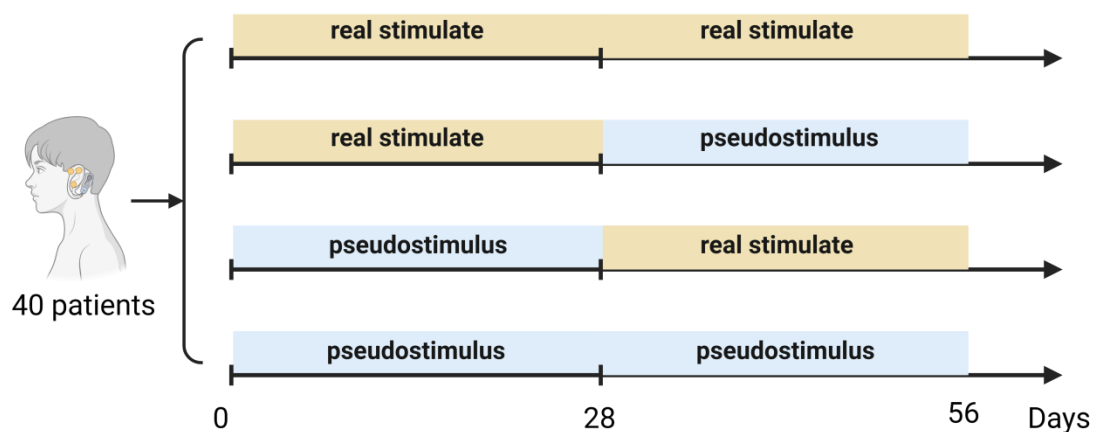 real stimulate real stimulate
real stimulate pseudostimulus
pseudostimulus real stimulate
40 patients
pseudostimulus pseudostimulus
0 28 56 Days